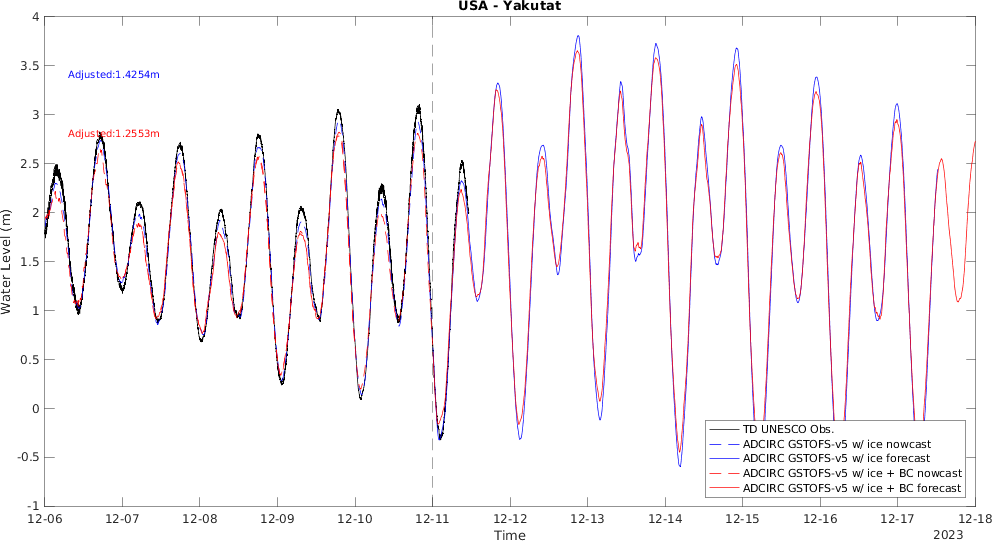 USA - Yakutat
Water Level (m)
4
3.5
3
2.5
2
1.5
1
0.5
0
-0.5
-1
Adjusted:1.4254m
Adjusted:1.2553m
TD UNESCO Obs.
ADCIRC GSTOFS-v5 w/ ice nowcast
ADCIRC GSTOFS-v5 w/ ice forecast
ADCIRC GSTOFS-v5 w/ ice + BC nowcast
ADCIRC GSTOFS-v5 w/ ice + BC forecast
12-06 12-07 12-08 12-09 12-10 12-11 12-12 12-13 12-14 12-15 12-16 12-17 12-18
Time
2023